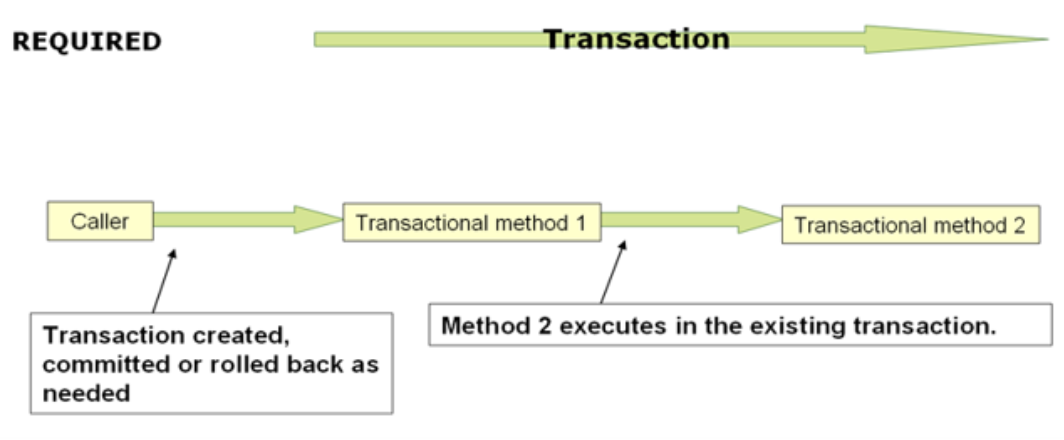 REQUIRED
Transaction
Caller
Transactional method 1
Transactional method 2
Transaction created,
committed or rolled back as
needed
Method 2 executes in the existing transaction.